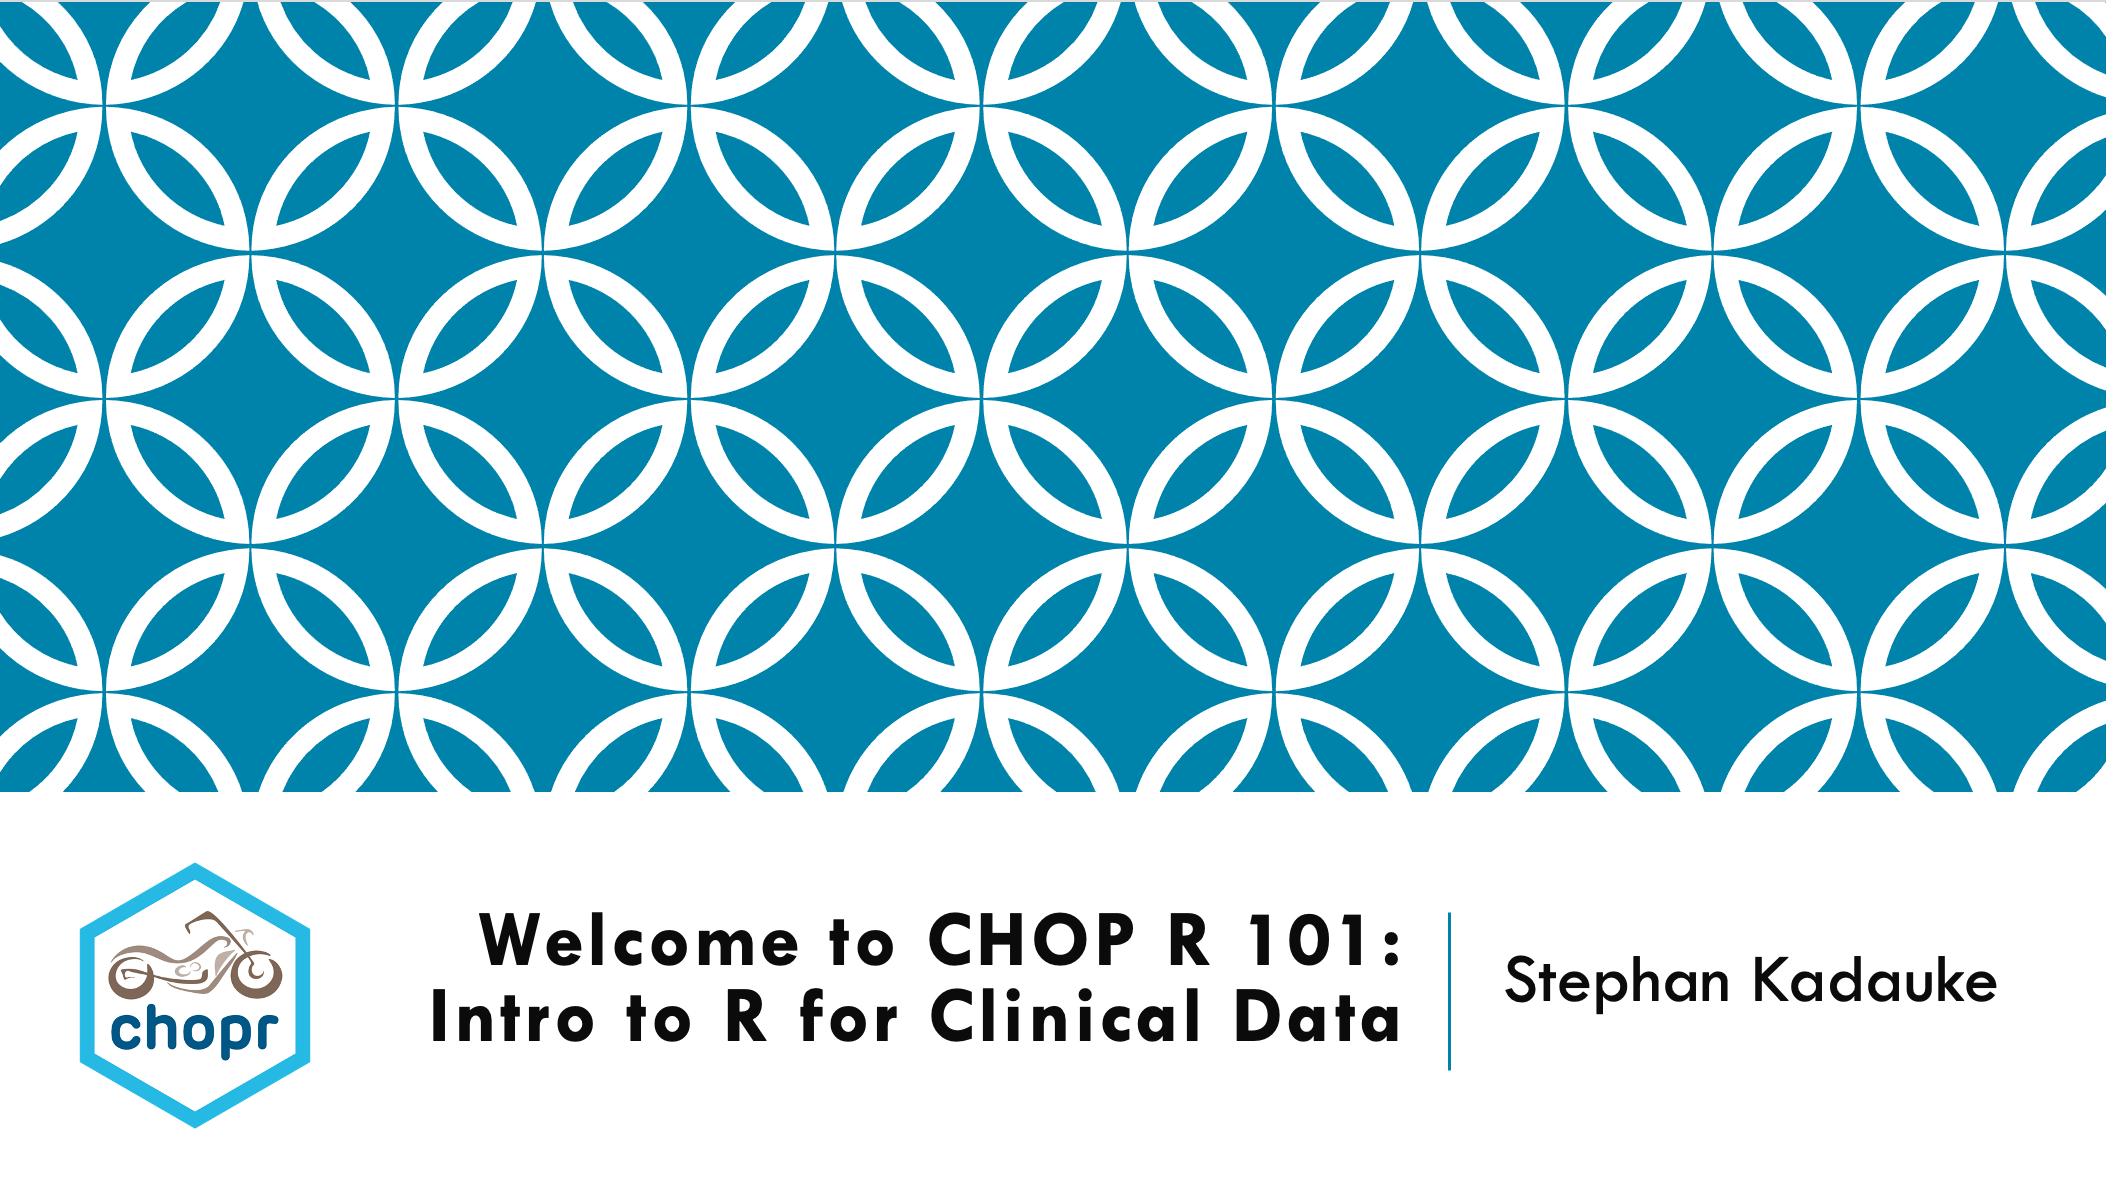 chopr
Welcome to CHOP R 101:
Intro to R for Clinical Data
Stephan Kadauke